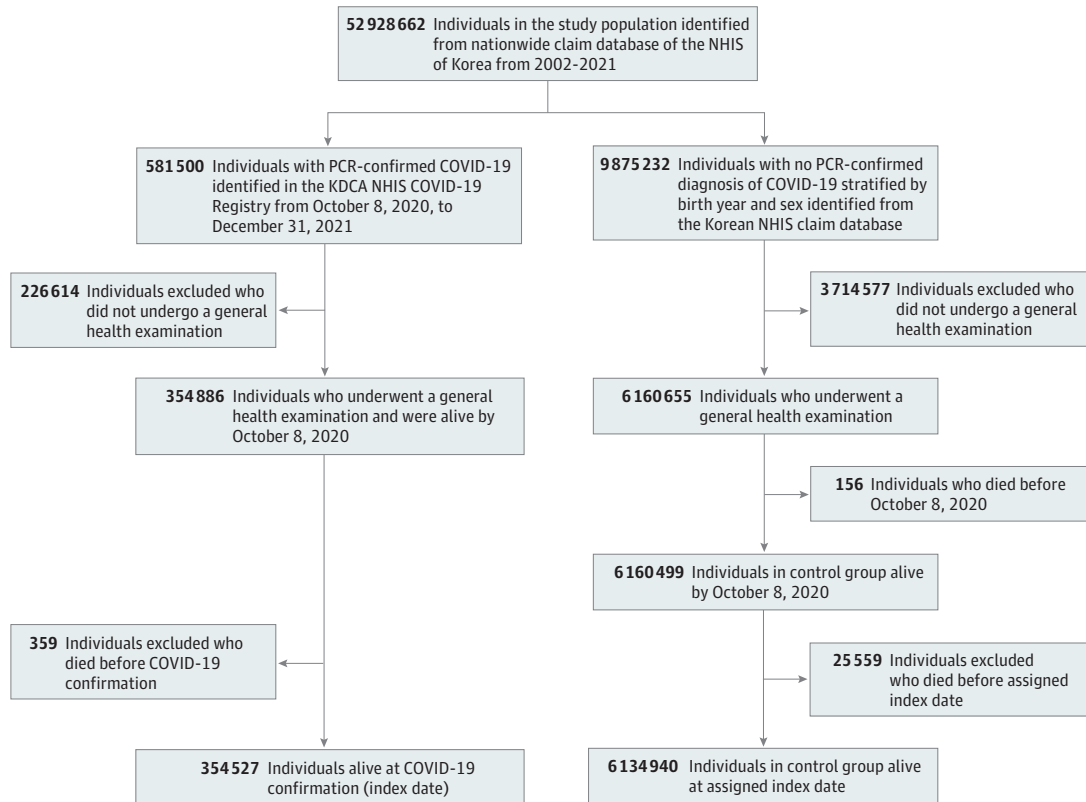 52 928 662 Individuals in the study population identified
from nationwide claim database of the NHIS
of Korea from 2002-2021
581 500 Individuals with PCR-confirmed COVID-19
identified in the KDCA NHIS COVID-19
Registry from October 8, 2020, to
December 31, 2021
9 875 232 Individuals with no PCR-confirmed
diagnosis of COVID-19 stratified by
birth year and sex identified from
the Korean NHIS claim database
226 614 Individuals excluded who
did not undergo a general
health examination
3 714 577 Individuals excluded who
did not undergo a general
health examination
354 886 Individuals who underwent a general
health examination and were alive by
October 8, 2020
6 160 655 Individuals who underwent a
general health examination
156 Individuals who died before
October 8, 2020
6 160 499 Individuals in control group alive
by October 8, 2020
359 Individuals excluded who
died before COVID-19
confirmation
25 559 Individuals excluded
who died before assigned
index date
354 527 Individuals alive at COVID-19
confirmation (index date)
6 134 940 Individuals in control group alive
at assigned index date